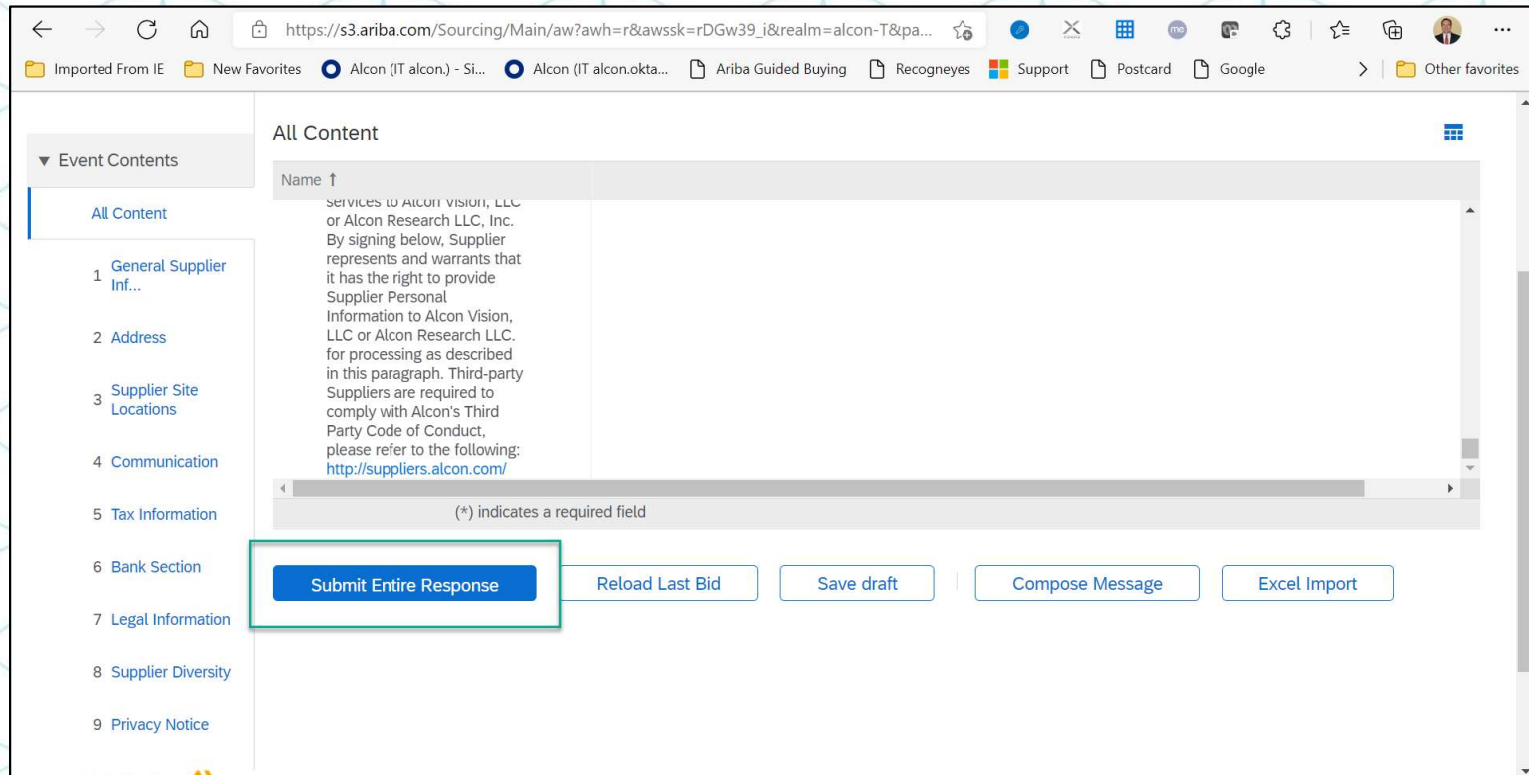 https://s3.ariba.com/Sourcing/Main/aw?awh=r&awssk=rDGw39_i&realm=alcon-T&pa...
me
Imported From IE New Favorites Alcon (IT alcon.) - Si... Alcon (IT alcon.okta... Ariba Guided Buying Recogneyes Support Postcard Google Other favorites
▼ Event Contents
All Content
1 General Supplier
Inf...
2 Address
3 Supplier Site
Locations
4 Communication
5 Tax Information
6 Bank Section
7 Legal Information
8 Supplier Diversity
9 Privacy Notice
All Content
Name ↑
services to Alcon Vision, LLC
or Alcon Research LLC, Inc.
By signing below, Supplier
represents and warrants that
it has the right to provide
Supplier Personal
Information to Alcon Vision,
LLC or Alcon Research LLC.
for processing as described
in this paragraph. Third-party
Suppliers are required to
comply with Alcon's Third
Party Code of Conduct,
please refer to the following:
http://suppliers.alcon.com/
(*) indicates a required field
Submit Entire Response Reload Last Bid Save draft Compose Message Excel Import